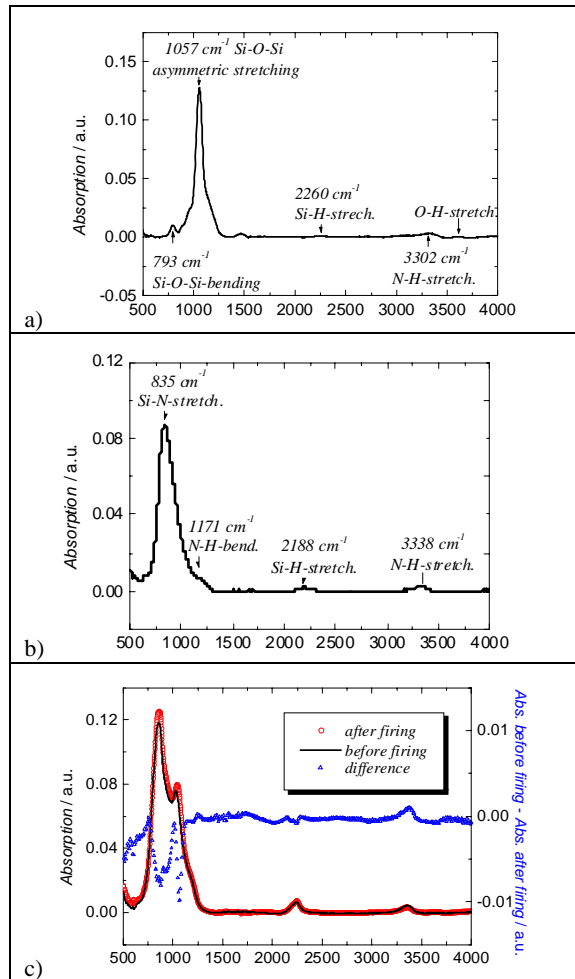 1057 cm-1 Si-O-Si
asymmetric stretching
0.15
0.10
0.05
0.00
-0.05
Absorption / a.u.
2260 cm-1
Si-H-strech.
O-H-stretch.
793 cm-1
Si-O-Si-bending
3302 cm-1
N-H-stretch.
500 1000 1500 2000 2500 3000 3500 4000
a)
0.12
0.08
0.04
0.00
Absorption / a.u.
835 cm-1
Si-N-stretch.
1171 cm-1
N-H-bend.
2188 cm-1
Si-H-stretch.
3338 cm-1
N-H-stretch.
500 1000 1500 2000 2500 3000 3500 4000
b)
0.12
0.08
0.04
0.00
Absorption / a.u.
after firing
before firing
difference
0.01
0.00
-0.01
Abs. before firing - Abs. after firing / a.u.
500 1000 1500 2000 2500 3000 3500 4000
c)